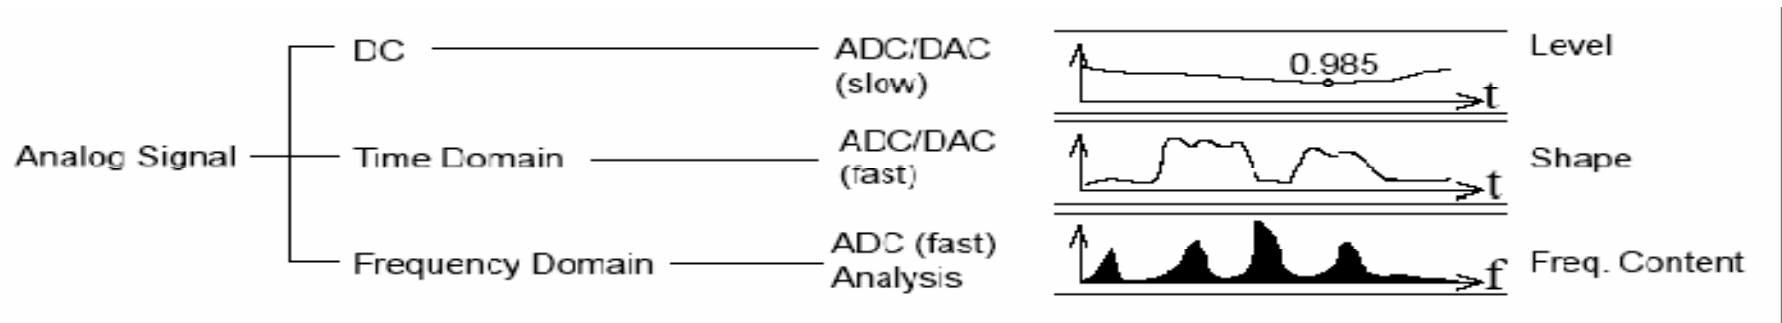 DC
ADC/DAC
(slow)
0.985
t
Level
Analog Signal
Time Domain
ADC/DAC
(fast)
t
Shape
Frequency Domain
ADC (fast)
Analysis
f
Freq. Content